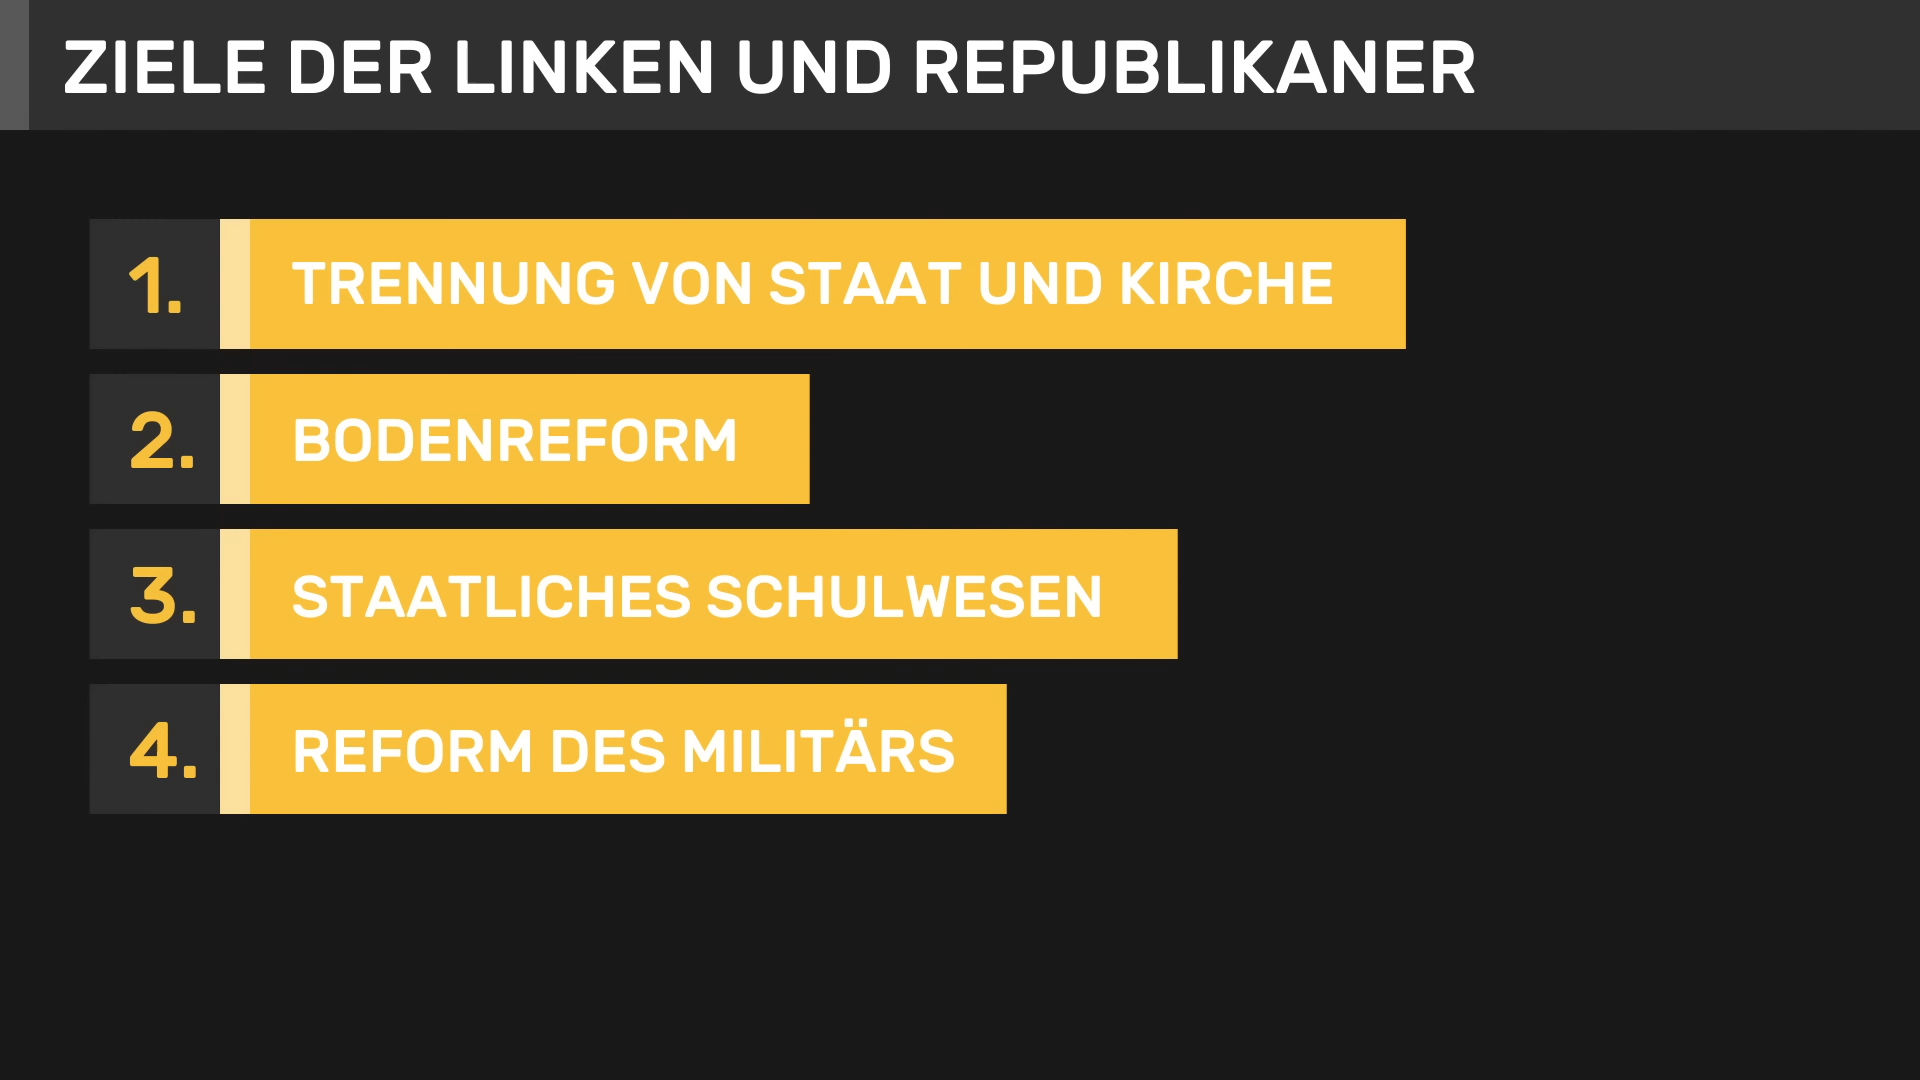 ZIELE DER LINKEN UND REPUBLIKANER
1. TRENNUNG VON STAAT UND KIRCHE
2. BODENREFORM
3. STAATLICHES SCHULWESEN
4. REFORM DES MILITÄRS